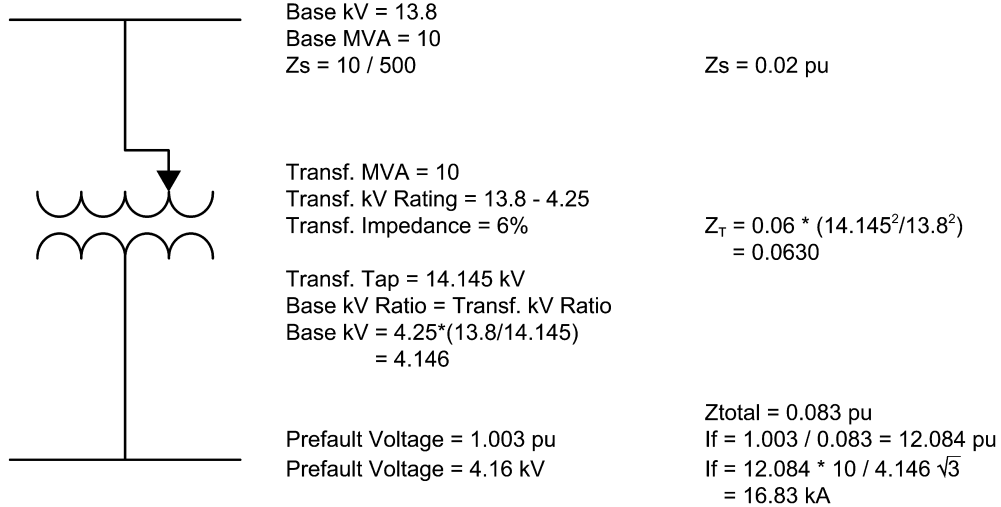 Base kV = 13.8
Base MVA = 10
Zs = 10 / 500
Zs = 0.02 pu
Transf. MVA = 10
Transf. kV Rating = 13.8 - 4.25
Transf. Impedance = 6%
Z_T = 0.06 * (14.145²/13.8²)
= 0.0630
Transf. Tap = 14.145 kV
Base kV Ratio = Transf. kV Ratio
Base kV = 4.25*(13.8/14.145)
= 4.146
Prefault Voltage = 1.003 pu
Prefault Voltage = 4.16 kV
Ztotal = 0.083 pu
If = 1.003 / 0.083 = 12.084 pu
If = 12.084 * 10 / 4.146 √3
= 16.83 kA